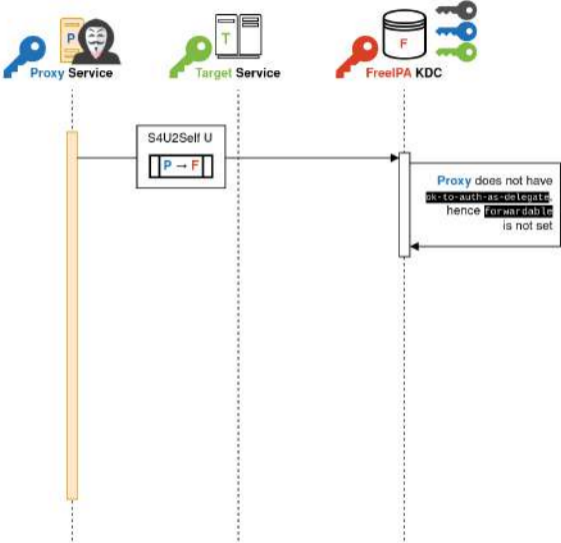 P
T
F
Proxy Service
Target Service
FreeIPA KDC
S4U2Self U
P → F
Proxy does not have
ok-to-auth-as-delegate,
hence forwardable
is not set